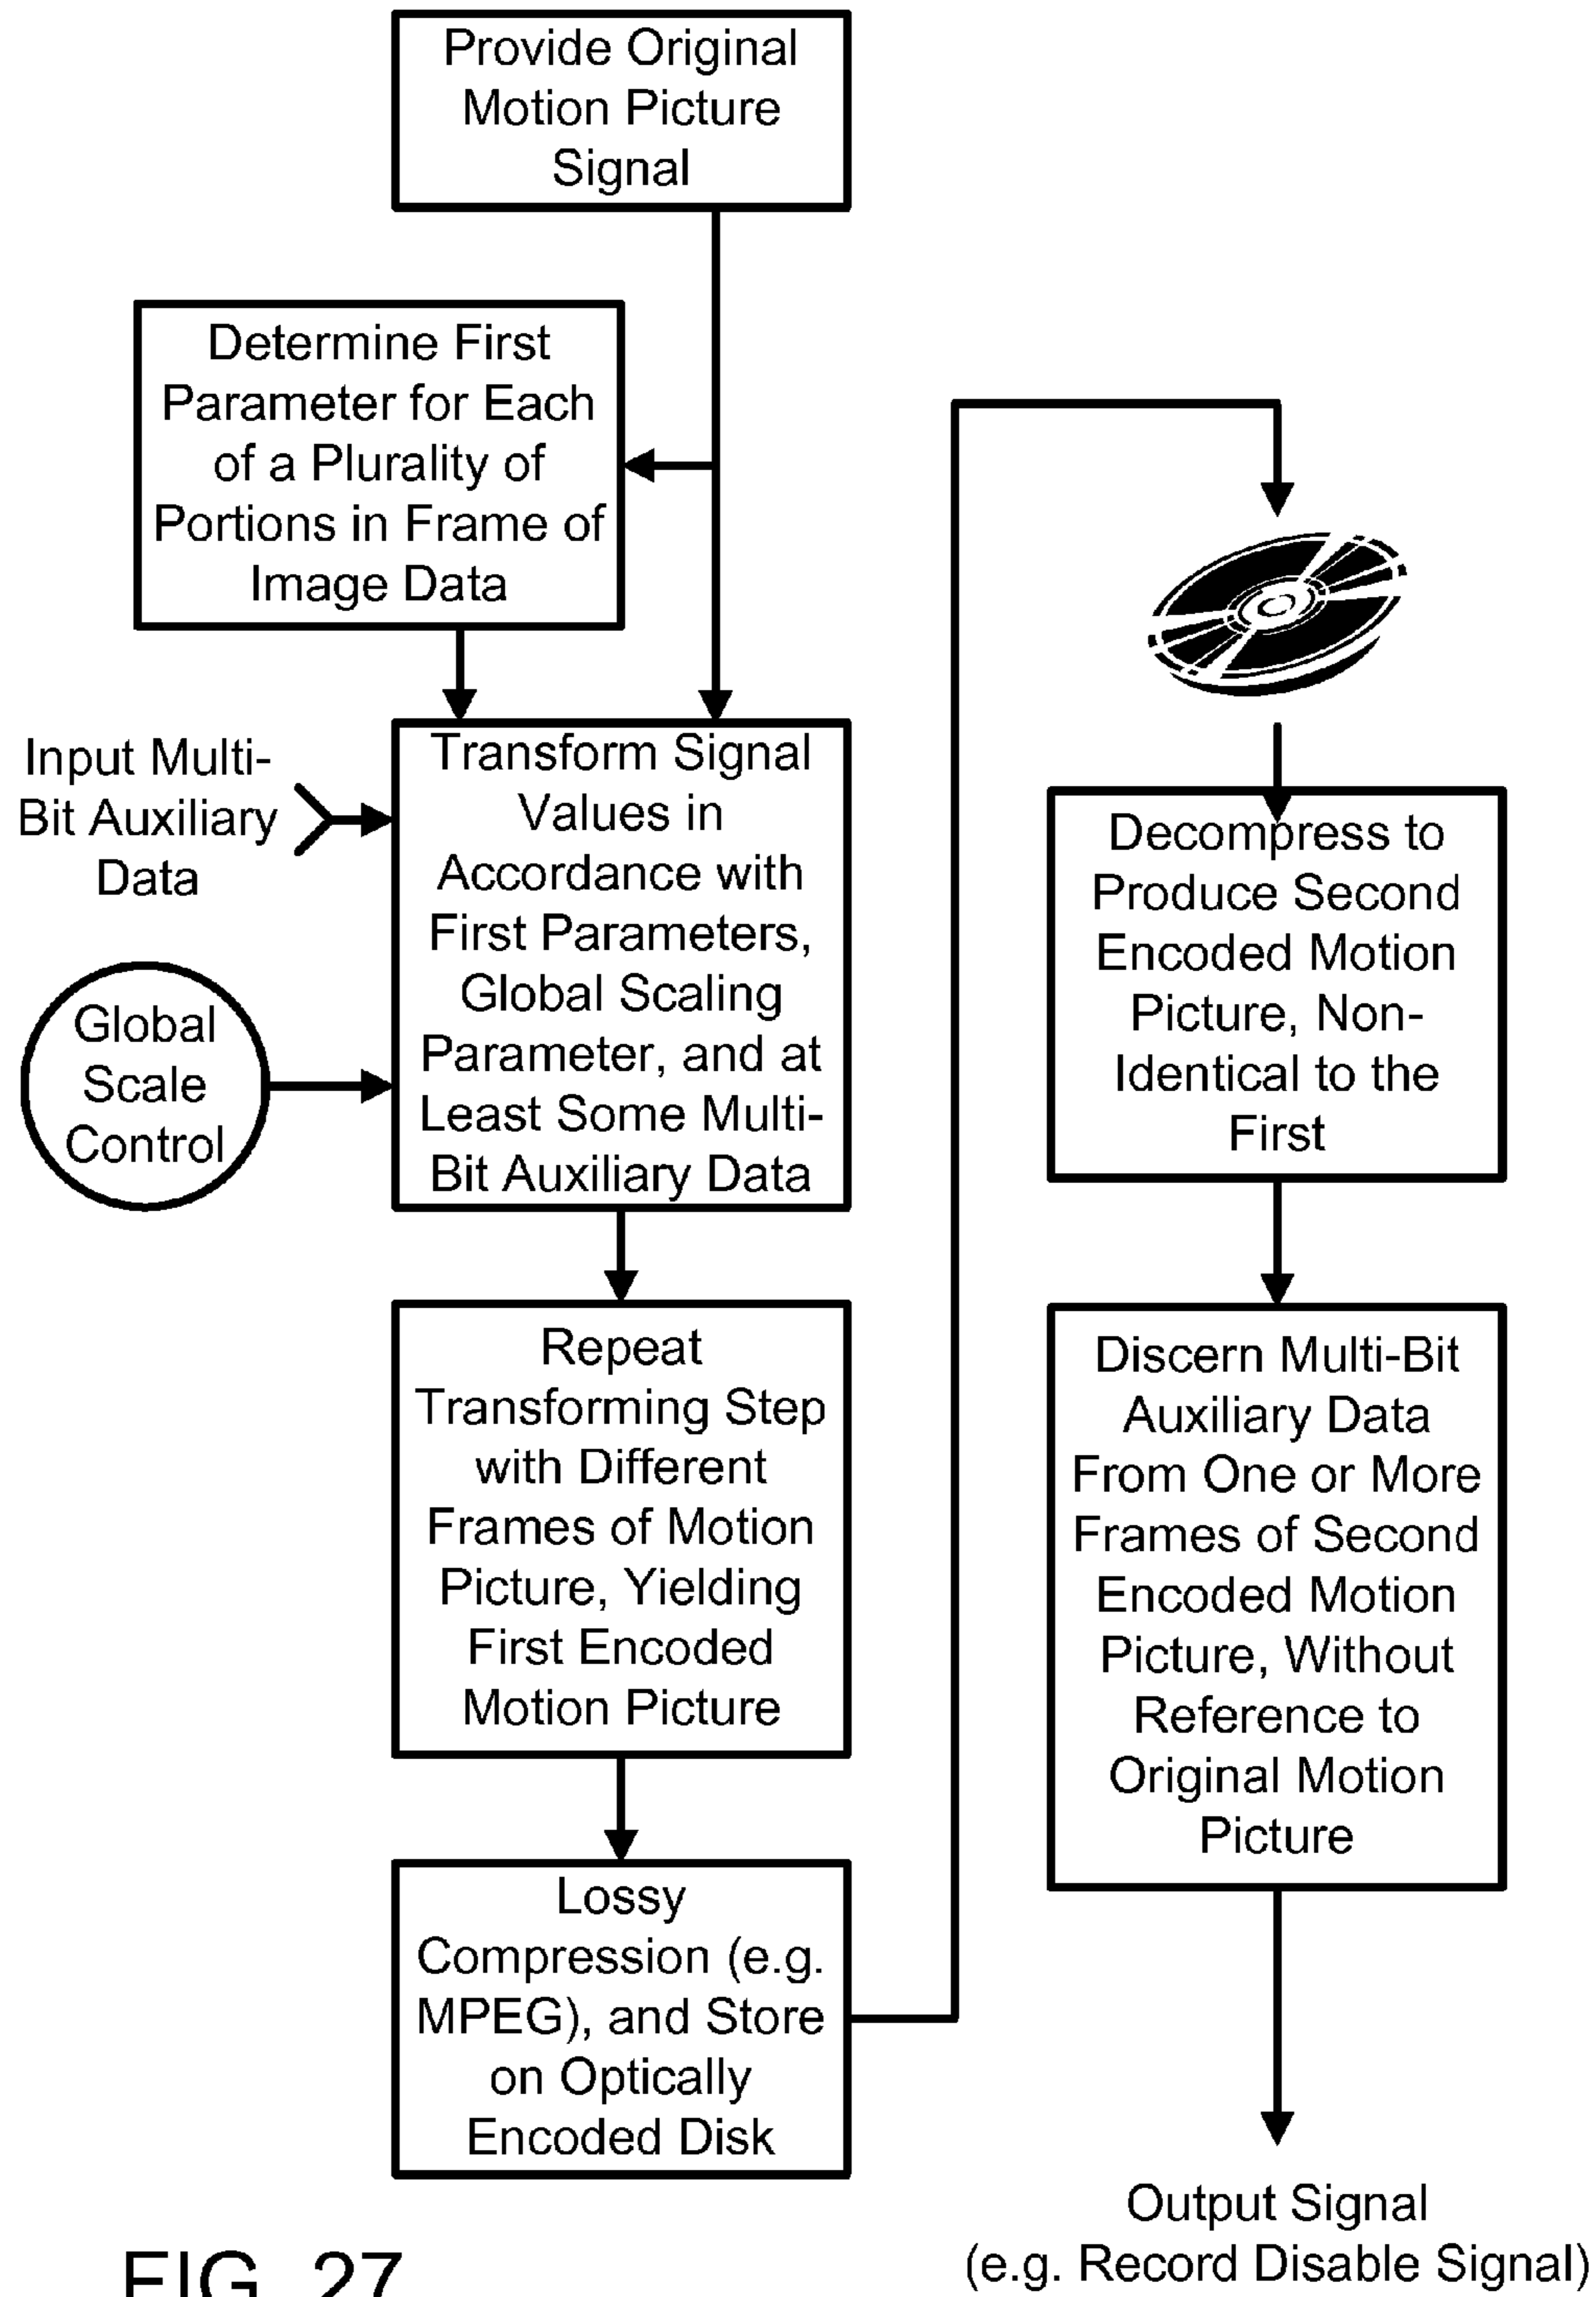 Provide Original
Motion Picture
Signal
Determine First
Parameter for Each
of a Plurality of
Portions in Frame of
Image Data
Input Multi-
Bit Auxiliary
Data
Global
Scale
Control
Transform Signal
Values in
Accordance with
First Parameters,
Global Scaling
Parameter, and at
Least Some Multi-
Bit Auxiliary Data
Repeat
Transforming Step
with Different
Frames of Motion
Picture, Yielding
First Encoded
Motion Picture
Lossy
Compression (e.g.
MPEG), and Store
on Optically
Encoded Disk
Decompress to
Produce Second
Encoded Motion
Picture, Non-
Identical to the
First
Discern Multi-Bit
Auxiliary Data
From One or More
Frames of Second
Encoded Motion
Picture, Without
Reference to
Original Motion
Picture
Output Signal
(e.g. Record Disable Signal)
FIG. 27